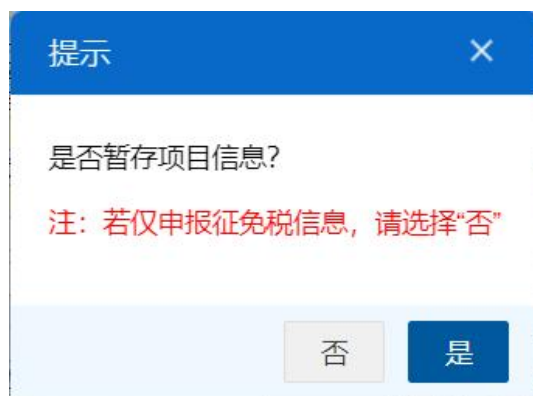 提示
是否暂存项目信息?
注：若仅申报征免税信息，请选择“否”
否
是